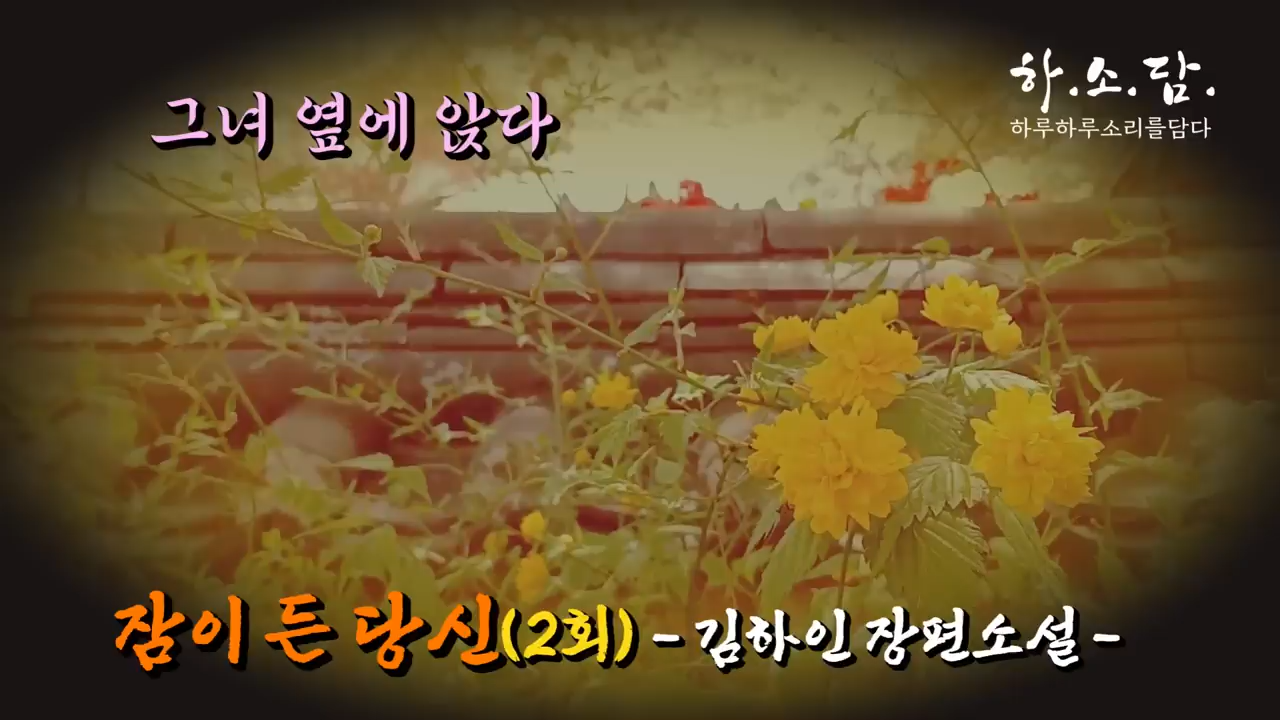 하.소.담.
하루하루소리를담다
그녀 옆에 앉다
잠이 든 당신(2회) - 김하인 장편소설 -